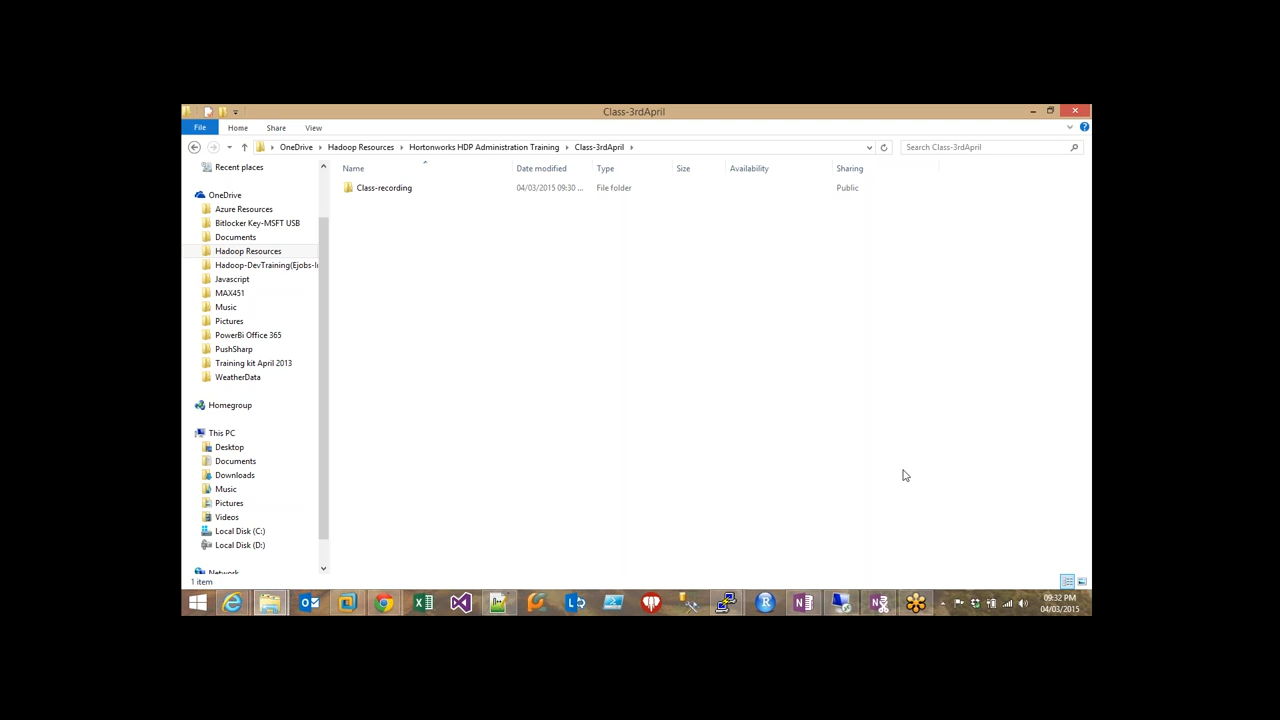 Class-3rdApril
File Home Share View
OneDrive Hadoop Resources Hortonworks HDP Administration Training Class-3rdApril Search Class-3rdApril
Name Date modified Type Size Availability Sharing
Class-recording 04/03/2015 09:30 ... File folder Public
Recent places
OneDrive
Azure Resources
Bitlocker Key-MSFT USB
Documents
Hadoop Resources
Hadoop-DevTraining(Ejobs-I
Javascript
MAX451
Music
Pictures
PowerBi Office 365
PushSharp
Training kit April 2013
WeatherData
Homegroup
This PC
Desktop
Documents
Downloads
Music
Pictures
Videos
Local Disk (C:)
Local Disk (D:)
Network
1 item
09:32 PM
04/03/2015